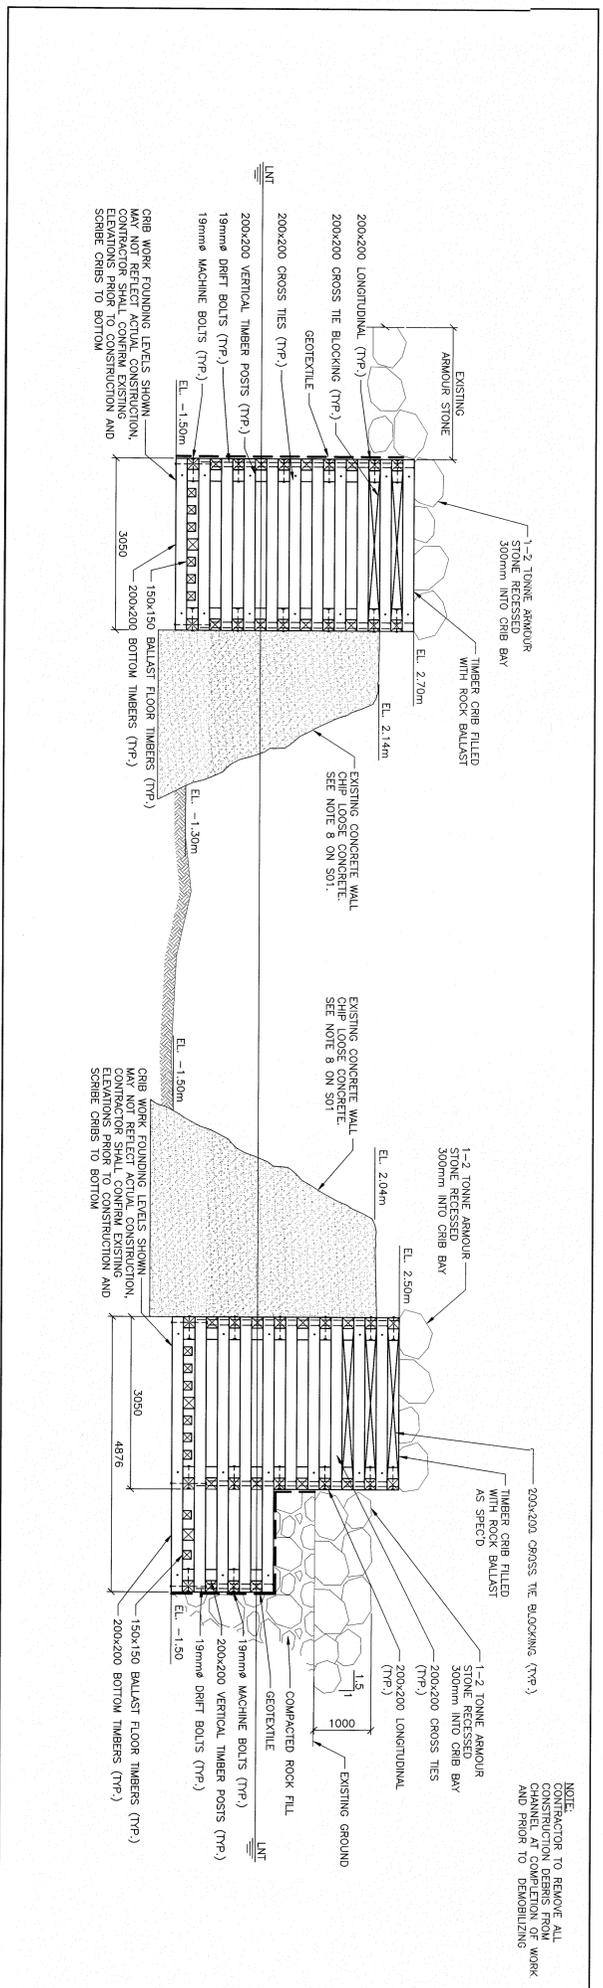 NOTE:
CONTRACTOR TO REMOVE ALL
CONSTRUCTION DEBRIS FROM
CHANNEL AT COMPLETION OF WORK
AND PRIOR TO DEMOBILIZING
1-2 TONNE ARMOUR
STONE RECESSED
300mm INTO CRIB BAY
TIMBER CRIB FILLED
WITH ROCK BALLAST
EL. 2.70m
EXISTING
ARMOUR STONE
200x200 LONGITUDINAL (TYP.)
200x200 CROSS TIE BLOCKING (TYP.)
GEOTEXTILE
200x200 CROSS TIES (TYP.)
LNT
200x200 VERTICAL TIMBER POSTS (TYP.)
19mmø DRIFT BOLTS (TYP.)
19mmø MACHINE BOLTS (TYP.)
EL. -1.50m
CRIB WORK FOUNDING LEVELS SHOWN
MAY NOT REFLECT ACTUAL CONSTRUCTION,
CONTRACTOR SHALL CONFIRM EXISTING
ELEVATIONS PRIOR TO CONSTRUCTION AND
SCRIBE CRIBS TO BOTTOM
3050
150x150 BALLAST FLOOR TIMBERS (TYP.)
200x200 BOTTOM TIMBERS (TYP.)
EL. 2.14m
EXISTING CONCRETE WALL
CHIP LOOSE CONCRETE.
SEE NOTE 8 ON S01.
EL. -1.30m
EXISTING CONCRETE WALL
CHIP LOOSE CONCRETE.
SEE NOTE 8 ON S01
EL. -1.50m
EL. 2.04m
EL. 2.50m
1-2 TONNE ARMOUR
STONE RECESSED
300mm INTO CRIB BAY
CRIB WORK FOUNDING LEVELS SHOWN
MAY NOT REFLECT ACTUAL CONSTRUCTION,
CONTRACTOR SHALL CONFIRM EXISTING
ELEVATIONS PRIOR TO CONSTRUCTION AND
SCRIBE CRIBS TO BOTTOM
3050
4876
200x200 CROSS TIE BLOCKING (TYP.)
TIMBER CRIB FILLED
WITH ROCK BALLAST
AS SPEC'D
1-2 TONNE ARMOUR
STONE RECESSED
300mm INTO CRIB BAY
200x200 CROSS TIES
(TYP.)
200x200 LONGITUDINAL
(TYP.)
1.5
1
1000
EXISTING GROUND
COMPACTED ROCK FILL
GEOTEXTILE
LNT
19mmø MACHINE BOLTS (TYP.)
200x200 VERTICAL TIMBER POSTS (TYP.)
19mmø DRIFT BOLTS (TYP.)
EL. -1.50
150x150 BALLAST FLOOR TIMBERS (TYP.)
200x200 BOTTOM TIMBERS (TYP.)